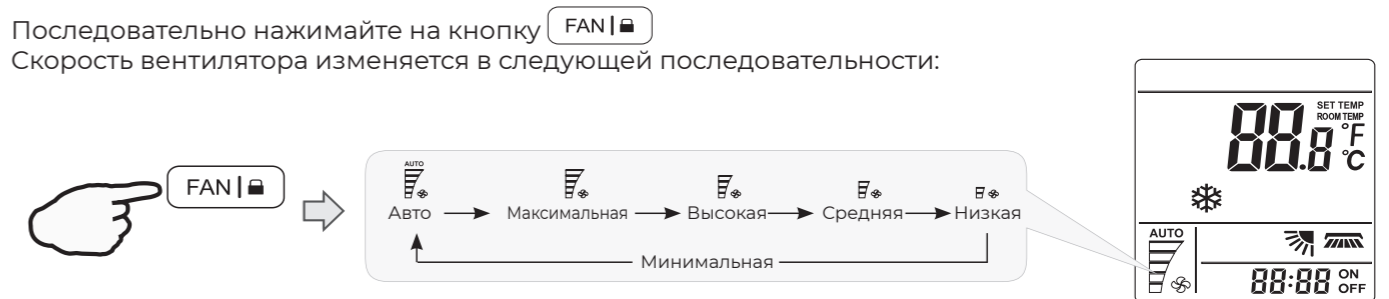 Последовательно нажимайте на кнопку FAN|
Скорость вентилятора изменяется в следующей последовательности:
FAN|
AUTO
Авто
Максимальная
Высокая
Средняя
Низкая
Минимальная
88.8
SET TEMP
ROOM TEMP
°F
°C
AUTO
88:88 ON
OFF